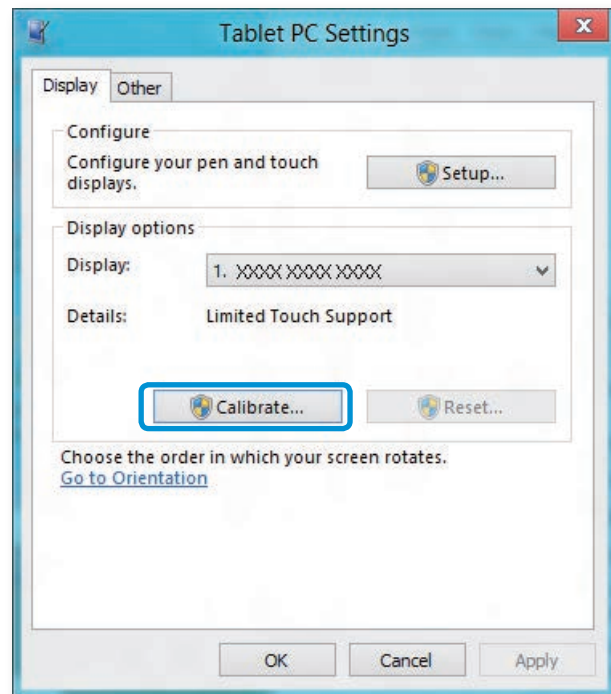 Tablet PC Settings
Display Other
Configure
Configure your pen and touch
displays.
Setup...
Display options
Display: 1. XXXX XXXX XXXX
Details: Limited Touch Support
Calibrate... Reset...
Choose the order in which your screen rotates.
Go to Orientation
OK Cancel Apply